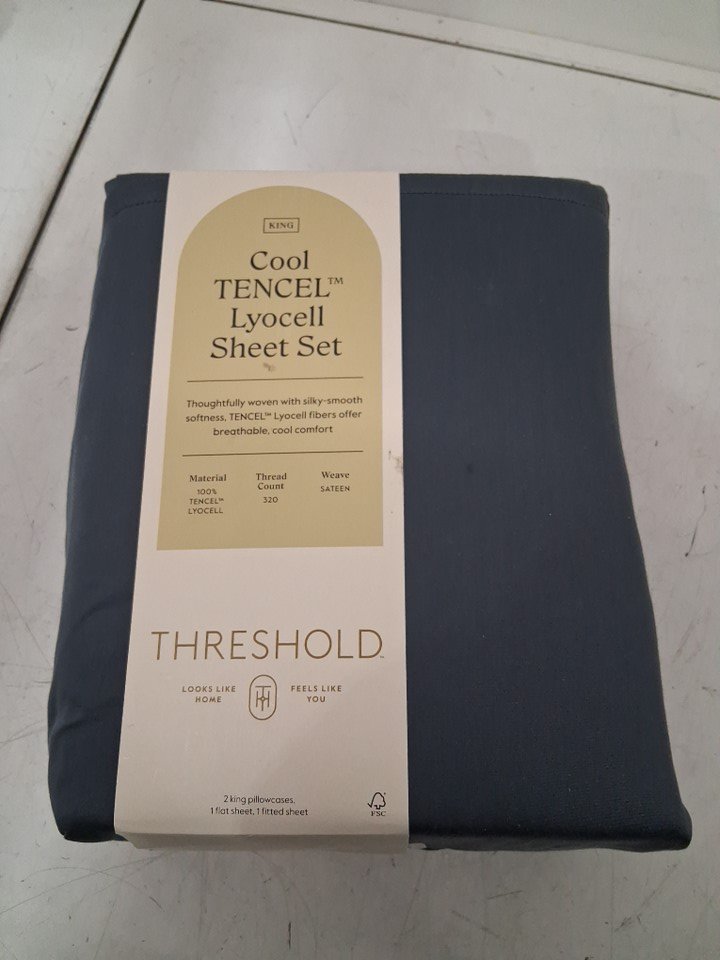 KING
Cool
TENCEL™
Lyocell
Sheet Set
Thoughtfully woven with silky-smooth
softness, TENCEL™ Lyocell fibers offer
breathable, cool comfort
Material
100%
TENCEL™
LYOCELL
Thread
Count
320
Weave
SATEEN
THRESHOLD™
LOOKS LIKE
HOME
FEELS LIKE
YOU
2 king pillowcases,
1 flat sheet, 1 fitted sheet
FSC